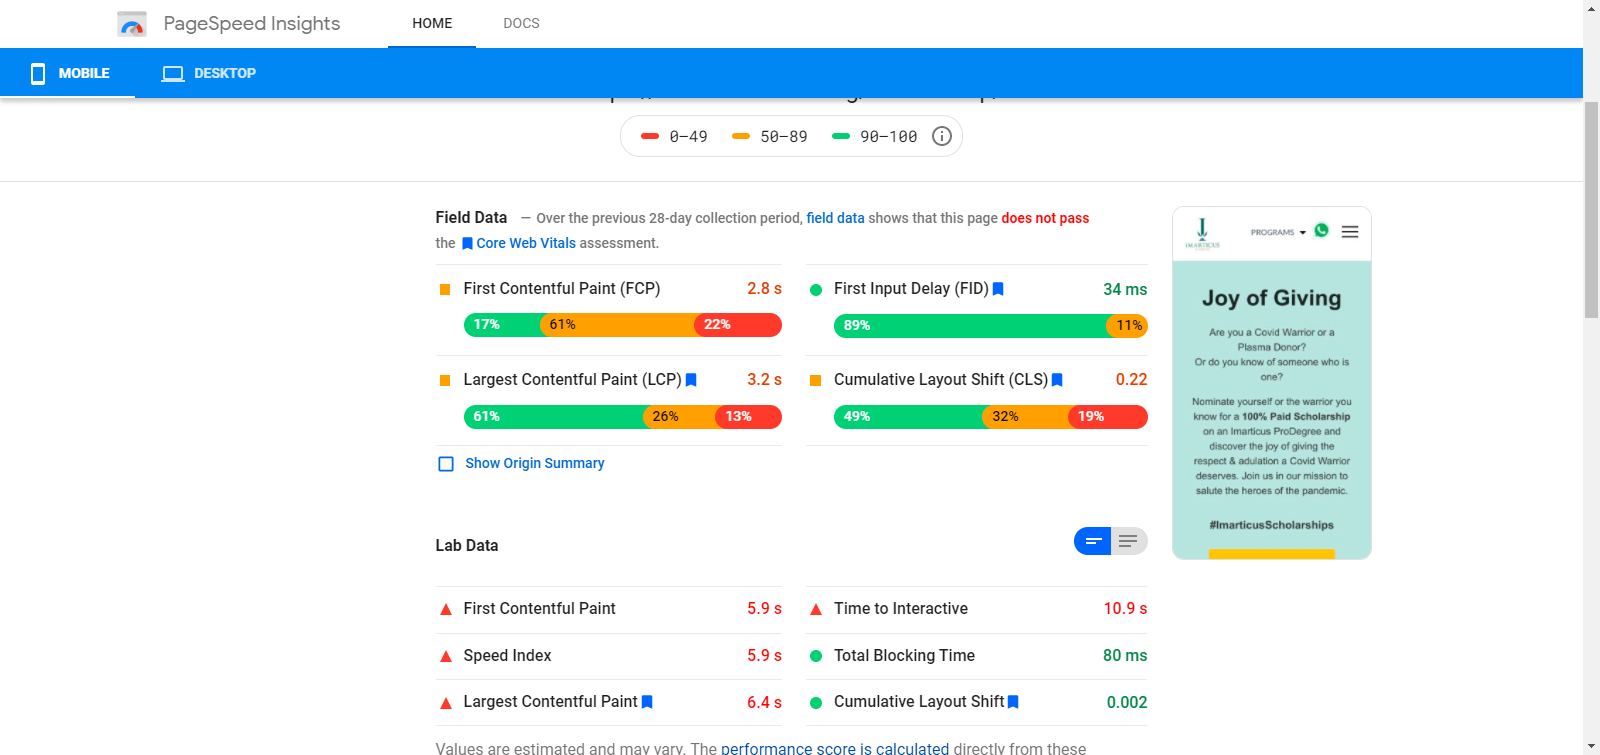 PageSpeed Insights
HOME
DOCS
MOBILE
DESKTOP
0–49
50–89
90–100
Field Data — Over the previous 28-day collection period, field data shows that this page does not pass
the Core Web Vitals assessment.
First Contentful Paint (FCP) 2.8 s
17% 61% 22%
First Input Delay (FID) 34 ms
89% 11%
Largest Contentful Paint (LCP) 3.2 s
61% 26% 13%
Cumulative Layout Shift (CLS) 0.22
49% 32% 19%
Show Origin Summary
Lab Data
First Contentful Paint 5.9 s
Time to Interactive 10.9 s
Speed Index 5.9 s
Total Blocking Time 80 ms
Largest Contentful Paint 6.4 s
Cumulative Layout Shift 0.002
Values are estimated and may vary. The performance score is calculated directly from these
IMARTICUS
PROGRAMS
Joy of Giving
Are you a Covid Warrior or a
Plasma Donor?
Or do you know of someone who is
one?
Nominate yourself or the warrior you
know for a 100% Paid Scholarship
on an Imarticus ProDegree and
discover the joy of giving the
respect & adulation a Covid Warrior
deserves. Join us in our mission to
salute the heroes of the pandemic.
#ImarticusScholarships